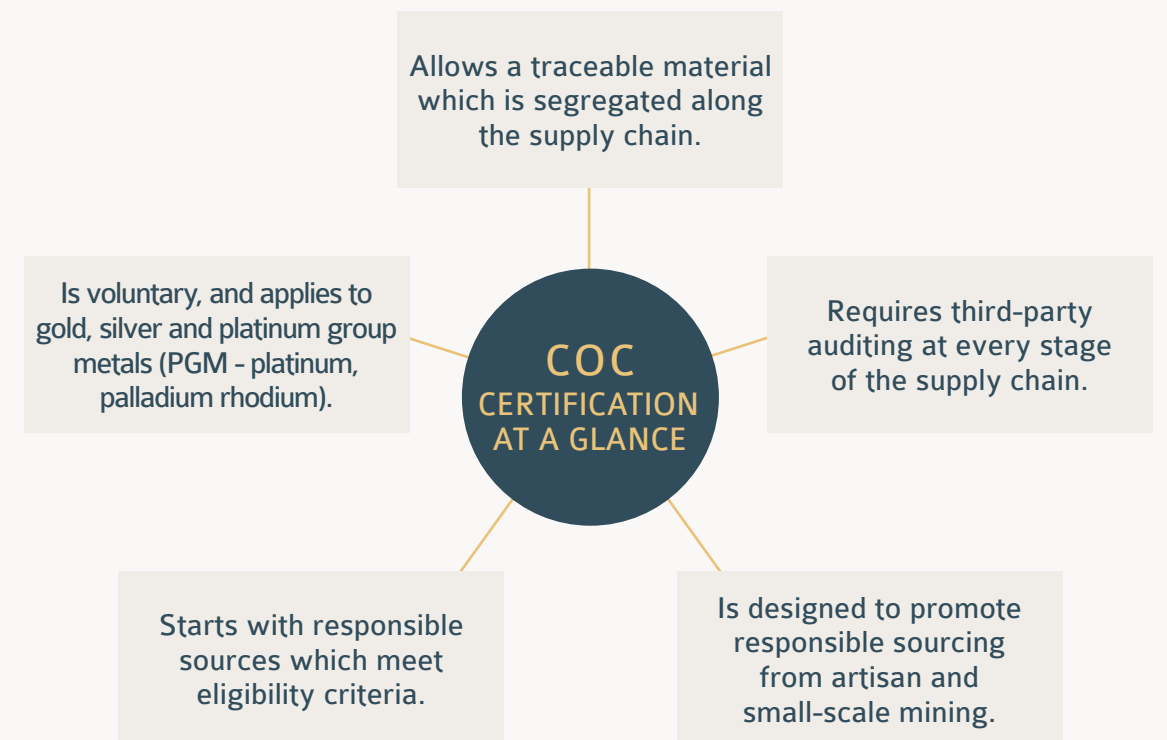 Allows a traceable material
which is segregated along
the supply chain.
Is voluntary, and applies to
gold, silver and platinum group
metals (PGM - platinum,
palladium rhodium).
COC
CERTIFICATION
AT A GLANCE
Requires third-party
auditing at every stage
of the supply chain.
Starts with responsible
sources which meet
eligibility criteria.
Is designed to promote
responsible sourcing
from artisan and
small-scale mining.